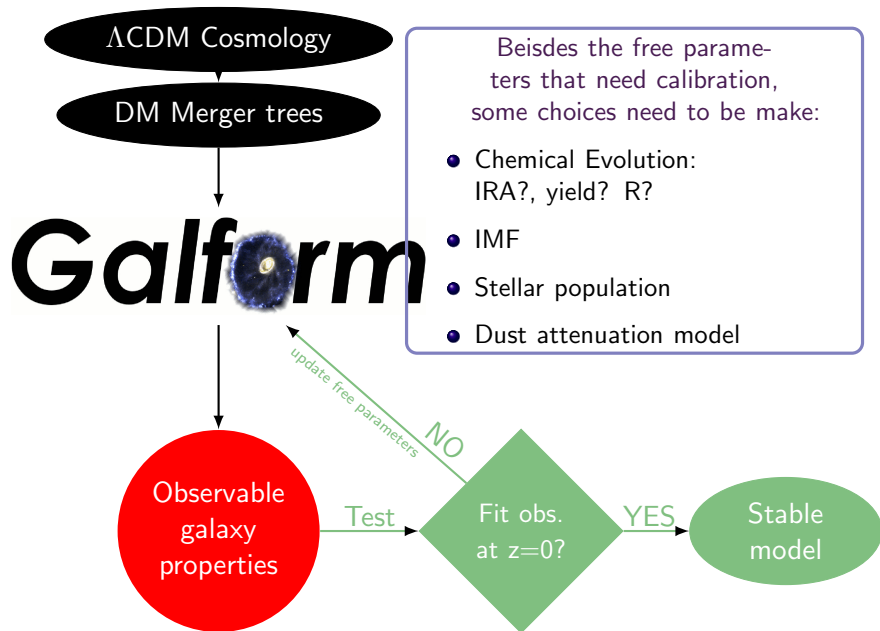 ΛCDM Cosmology
DM Merger trees
Galform
Beisdes the free parame-
ters that need calibration,
some choices need to be make:
Chemical Evolution:
IRA?, yield? R?
IMF
Stellar population
Dust attenuation model
update free parameters
NO
Observable
galaxy
properties
Test
Fit obs.
at z=0?
YES
Stable
model